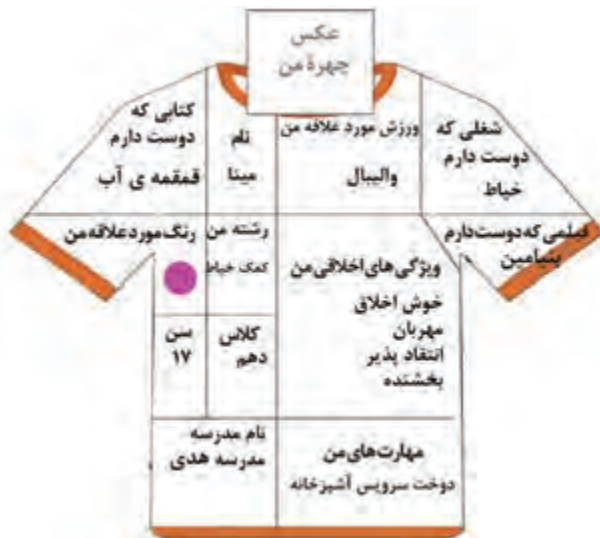 عکس
چهرهٔ من
شغلی که
دوست دارم
خیاط
ورزش مورد علاقه من
والیبال
نام
مینا
کتابی که
دوست دارم
قمقمه ی آب
فیلمی که دوست دارم
بنیامین
ویژگی های اخلاقی من
خوش اخلاق
مهربان
انتقاد پذیر
بخشنده
رشته من
کمک خیاط
رنگ مورد علاقه من
کلاس
دهم
سن
۱۷
مهارت های من
دوخت سرویس آشپزخانه
نام مدرسه
مدرسه هدی